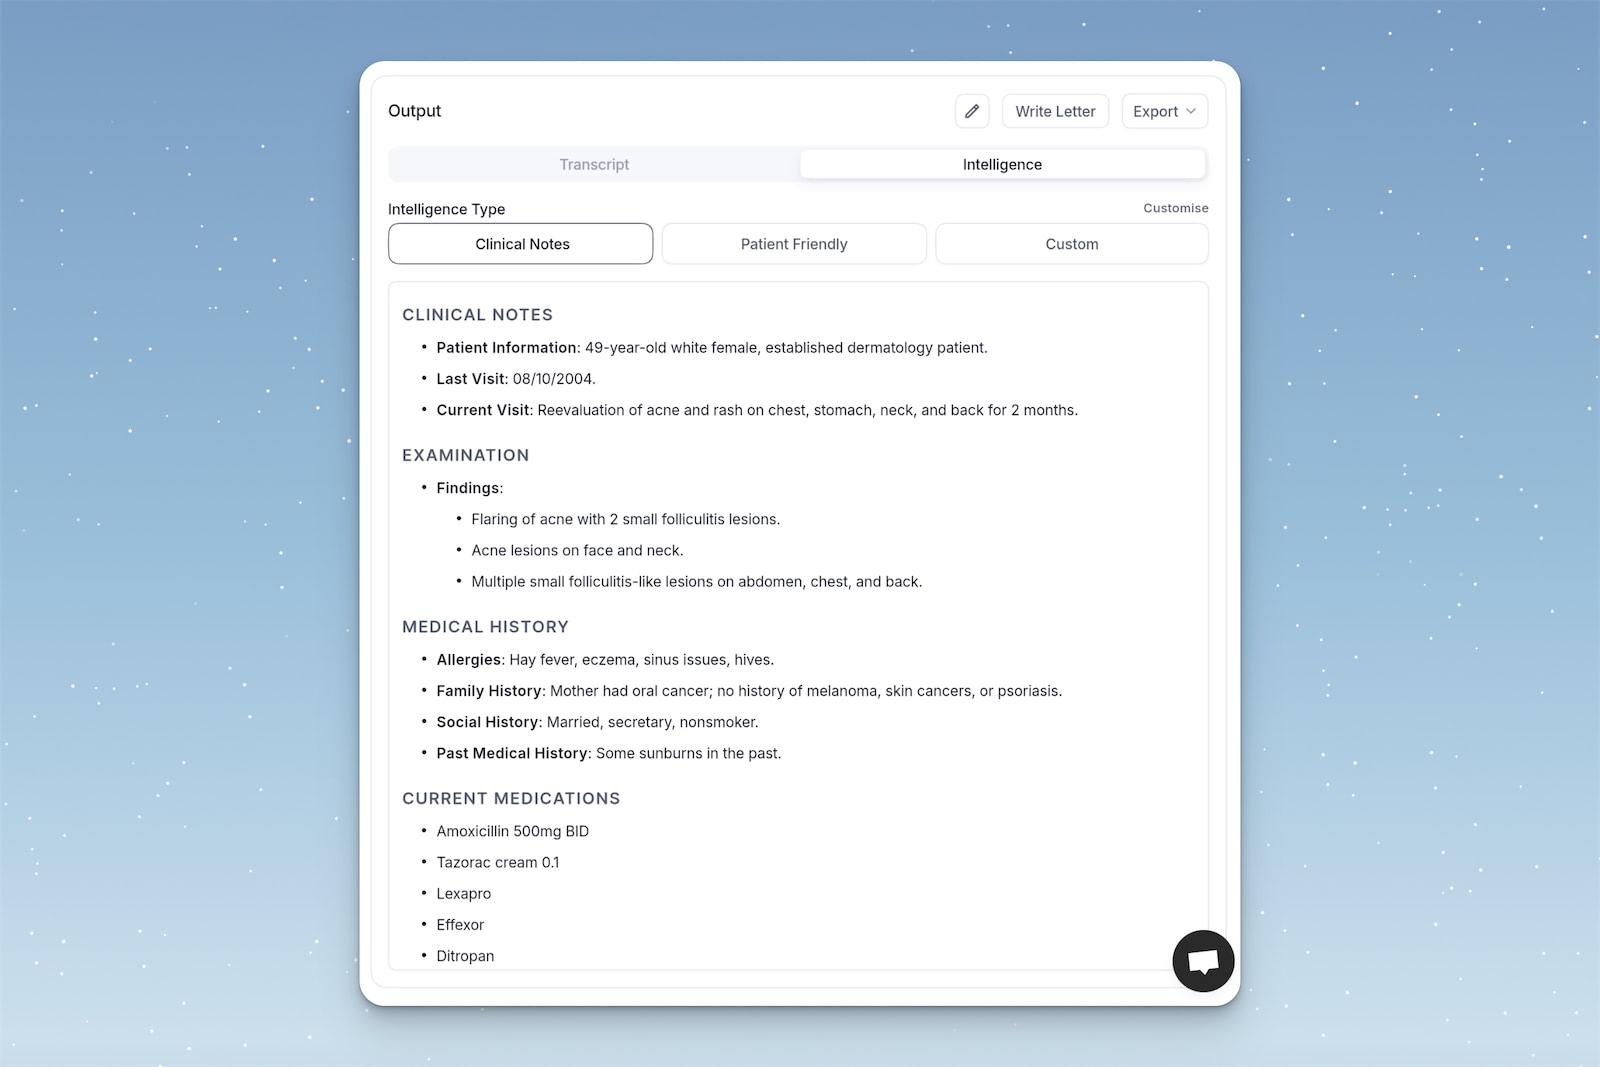 Output
Write Letter
Export
Transcript
Intelligence
Intelligence Type
Customise
Clinical Notes
Patient Friendly
Custom
CLINICAL NOTES
• Patient Information: 49-year-old white female, established dermatology patient.
• Last Visit: 08/10/2004.
• Current Visit: Reevaluation of acne and rash on chest, stomach, neck, and back for 2 months.
EXAMINATION
• Findings:
• Flaring of acne with 2 small folliculitis lesions.
• Acne lesions on face and neck.
• Multiple small folliculitis-like lesions on abdomen, chest, and back.
MEDICAL HISTORY
• Allergies: Hay fever, eczema, sinus issues, hives.
• Family History: Mother had oral cancer; no history of melanoma, skin cancers, or psoriasis.
• Social History: Married, secretary, nonsmoker.
• Past Medical History: Some sunburns in the past.
CURRENT MEDICATIONS
• Amoxicillin 500mg BID
• Tazorac cream 0.1
• Lexapro
• Effexor
• Ditropan